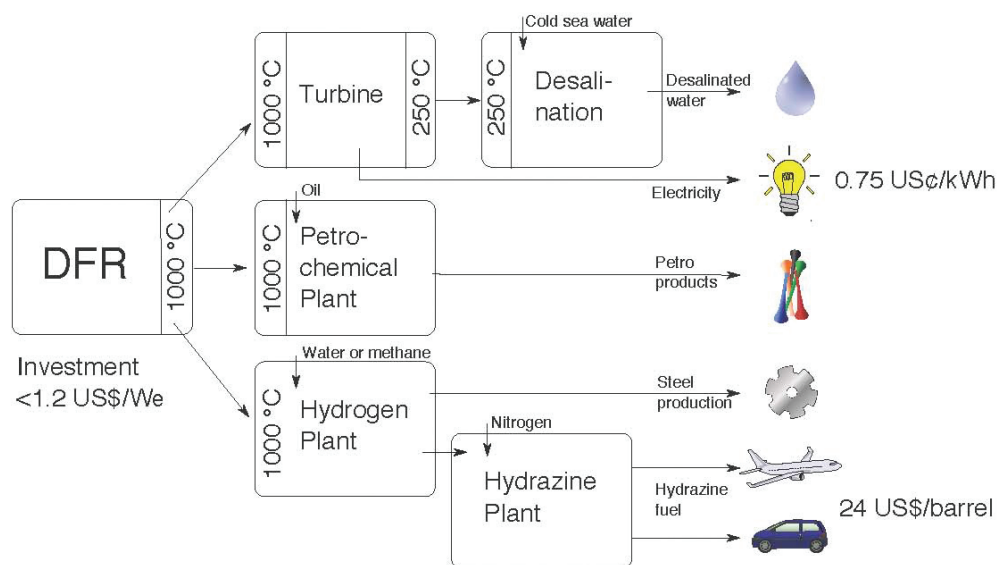 Cold sea water
1000 °C
Turbine
250 °C
250 °C
Desali-
nation
Desalinated
water
Electricity
0.75 US¢/kWh
DFR
1000 °C
Investment
<1.2 US$/We
Oil
1000 °C
Petro-
chemical
Plant
Petro
products
Water or methane
1000 °C
Hydrogen
Plant
Steel
production
Nitrogen
Hydrazine
Plant
Hydrazine
fuel
24 US$/barrel